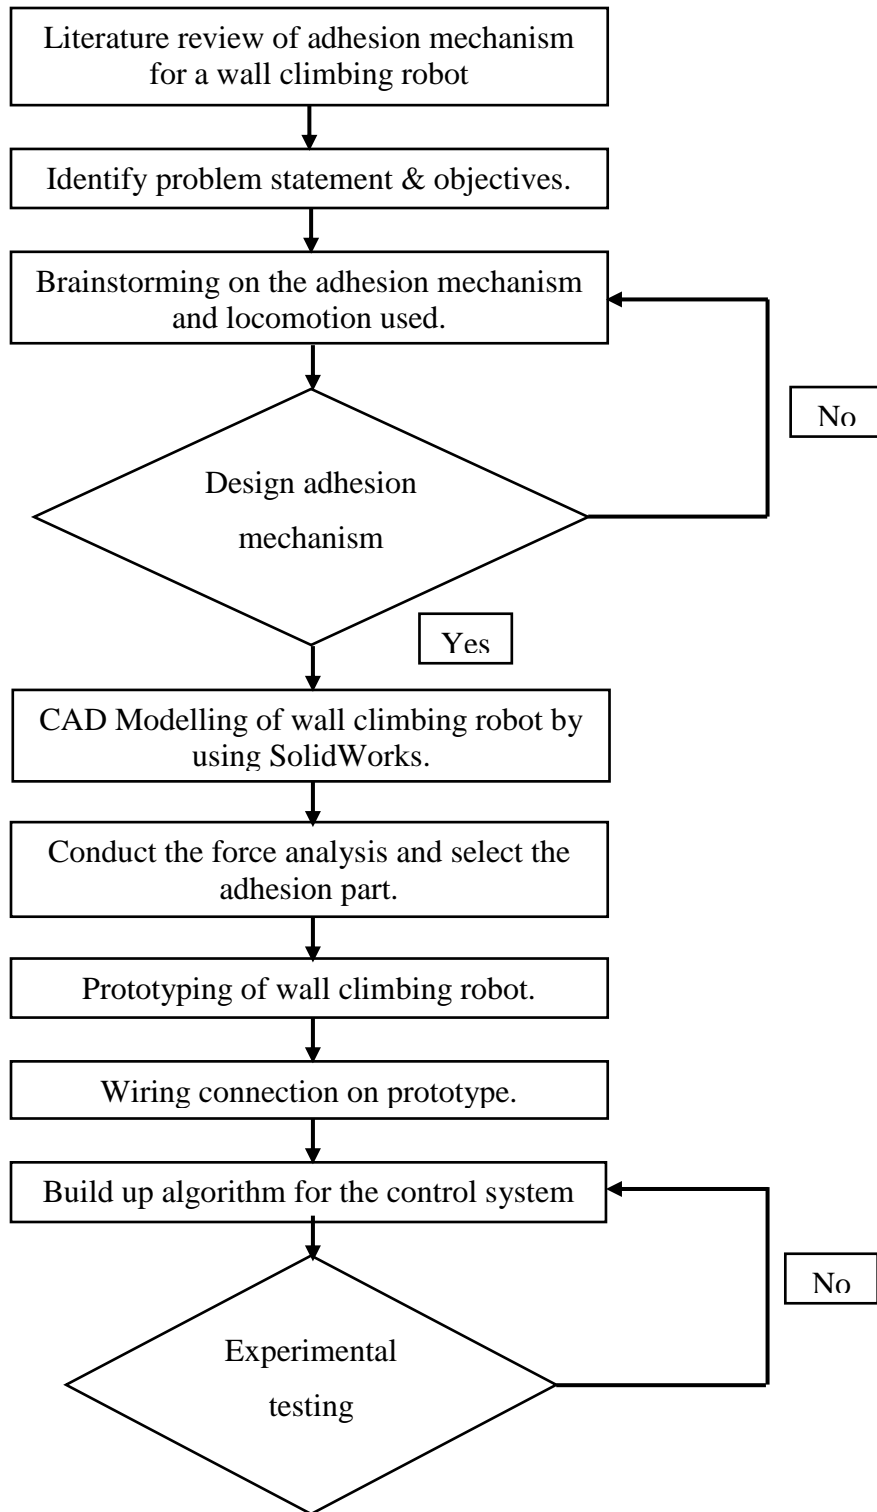 Literature review of adhesion mechanism
for a wall climbing robot
Identify problem statement & objectives.
Brainstorming on the adhesion mechanism
and locomotion used.
No
Design adhesion
mechanism
Yes
CAD Modelling of wall climbing robot by
using SolidWorks.
Conduct the force analysis and select the
adhesion part.
Prototyping of wall climbing robot.
Wiring connection on prototype.
Build up algorithm for the control system
No
Experimental
testing